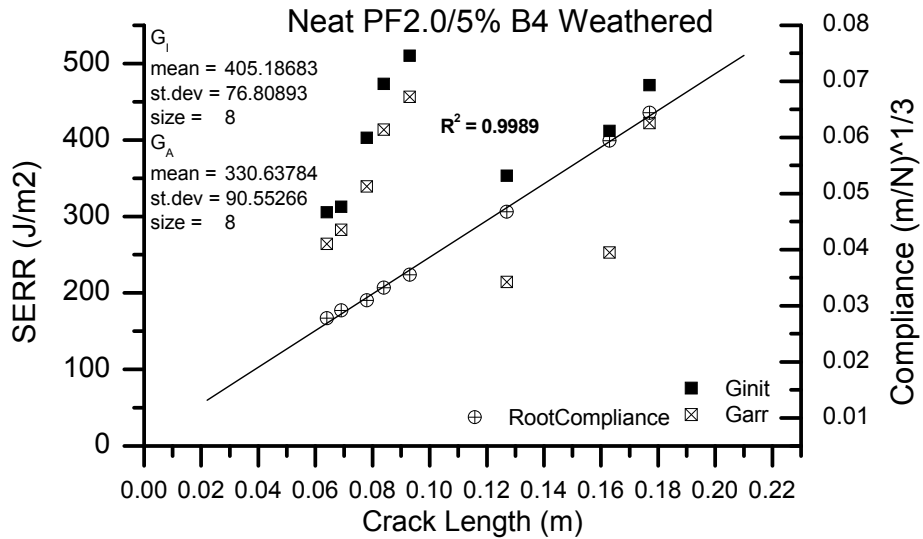 Neat PF2.0/5% B4 Weathered
G_I
mean = 405.18683
st.dev = 76.80893
size = 8
G_A
mean = 330.63784
st.dev = 90.55266
size = 8
R^2 = 0.9989
SERR (J/m2)
500
400
300
200
100
0
Compliance (m/N)^1/3
0.08
0.07
0.06
0.05
0.04
0.03
0.02
0.01
RootCompliance
Ginit
Garr
0.00 0.02 0.04 0.06 0.08 0.10 0.12 0.14 0.16 0.18 0.20 0.22
Crack Length (m)